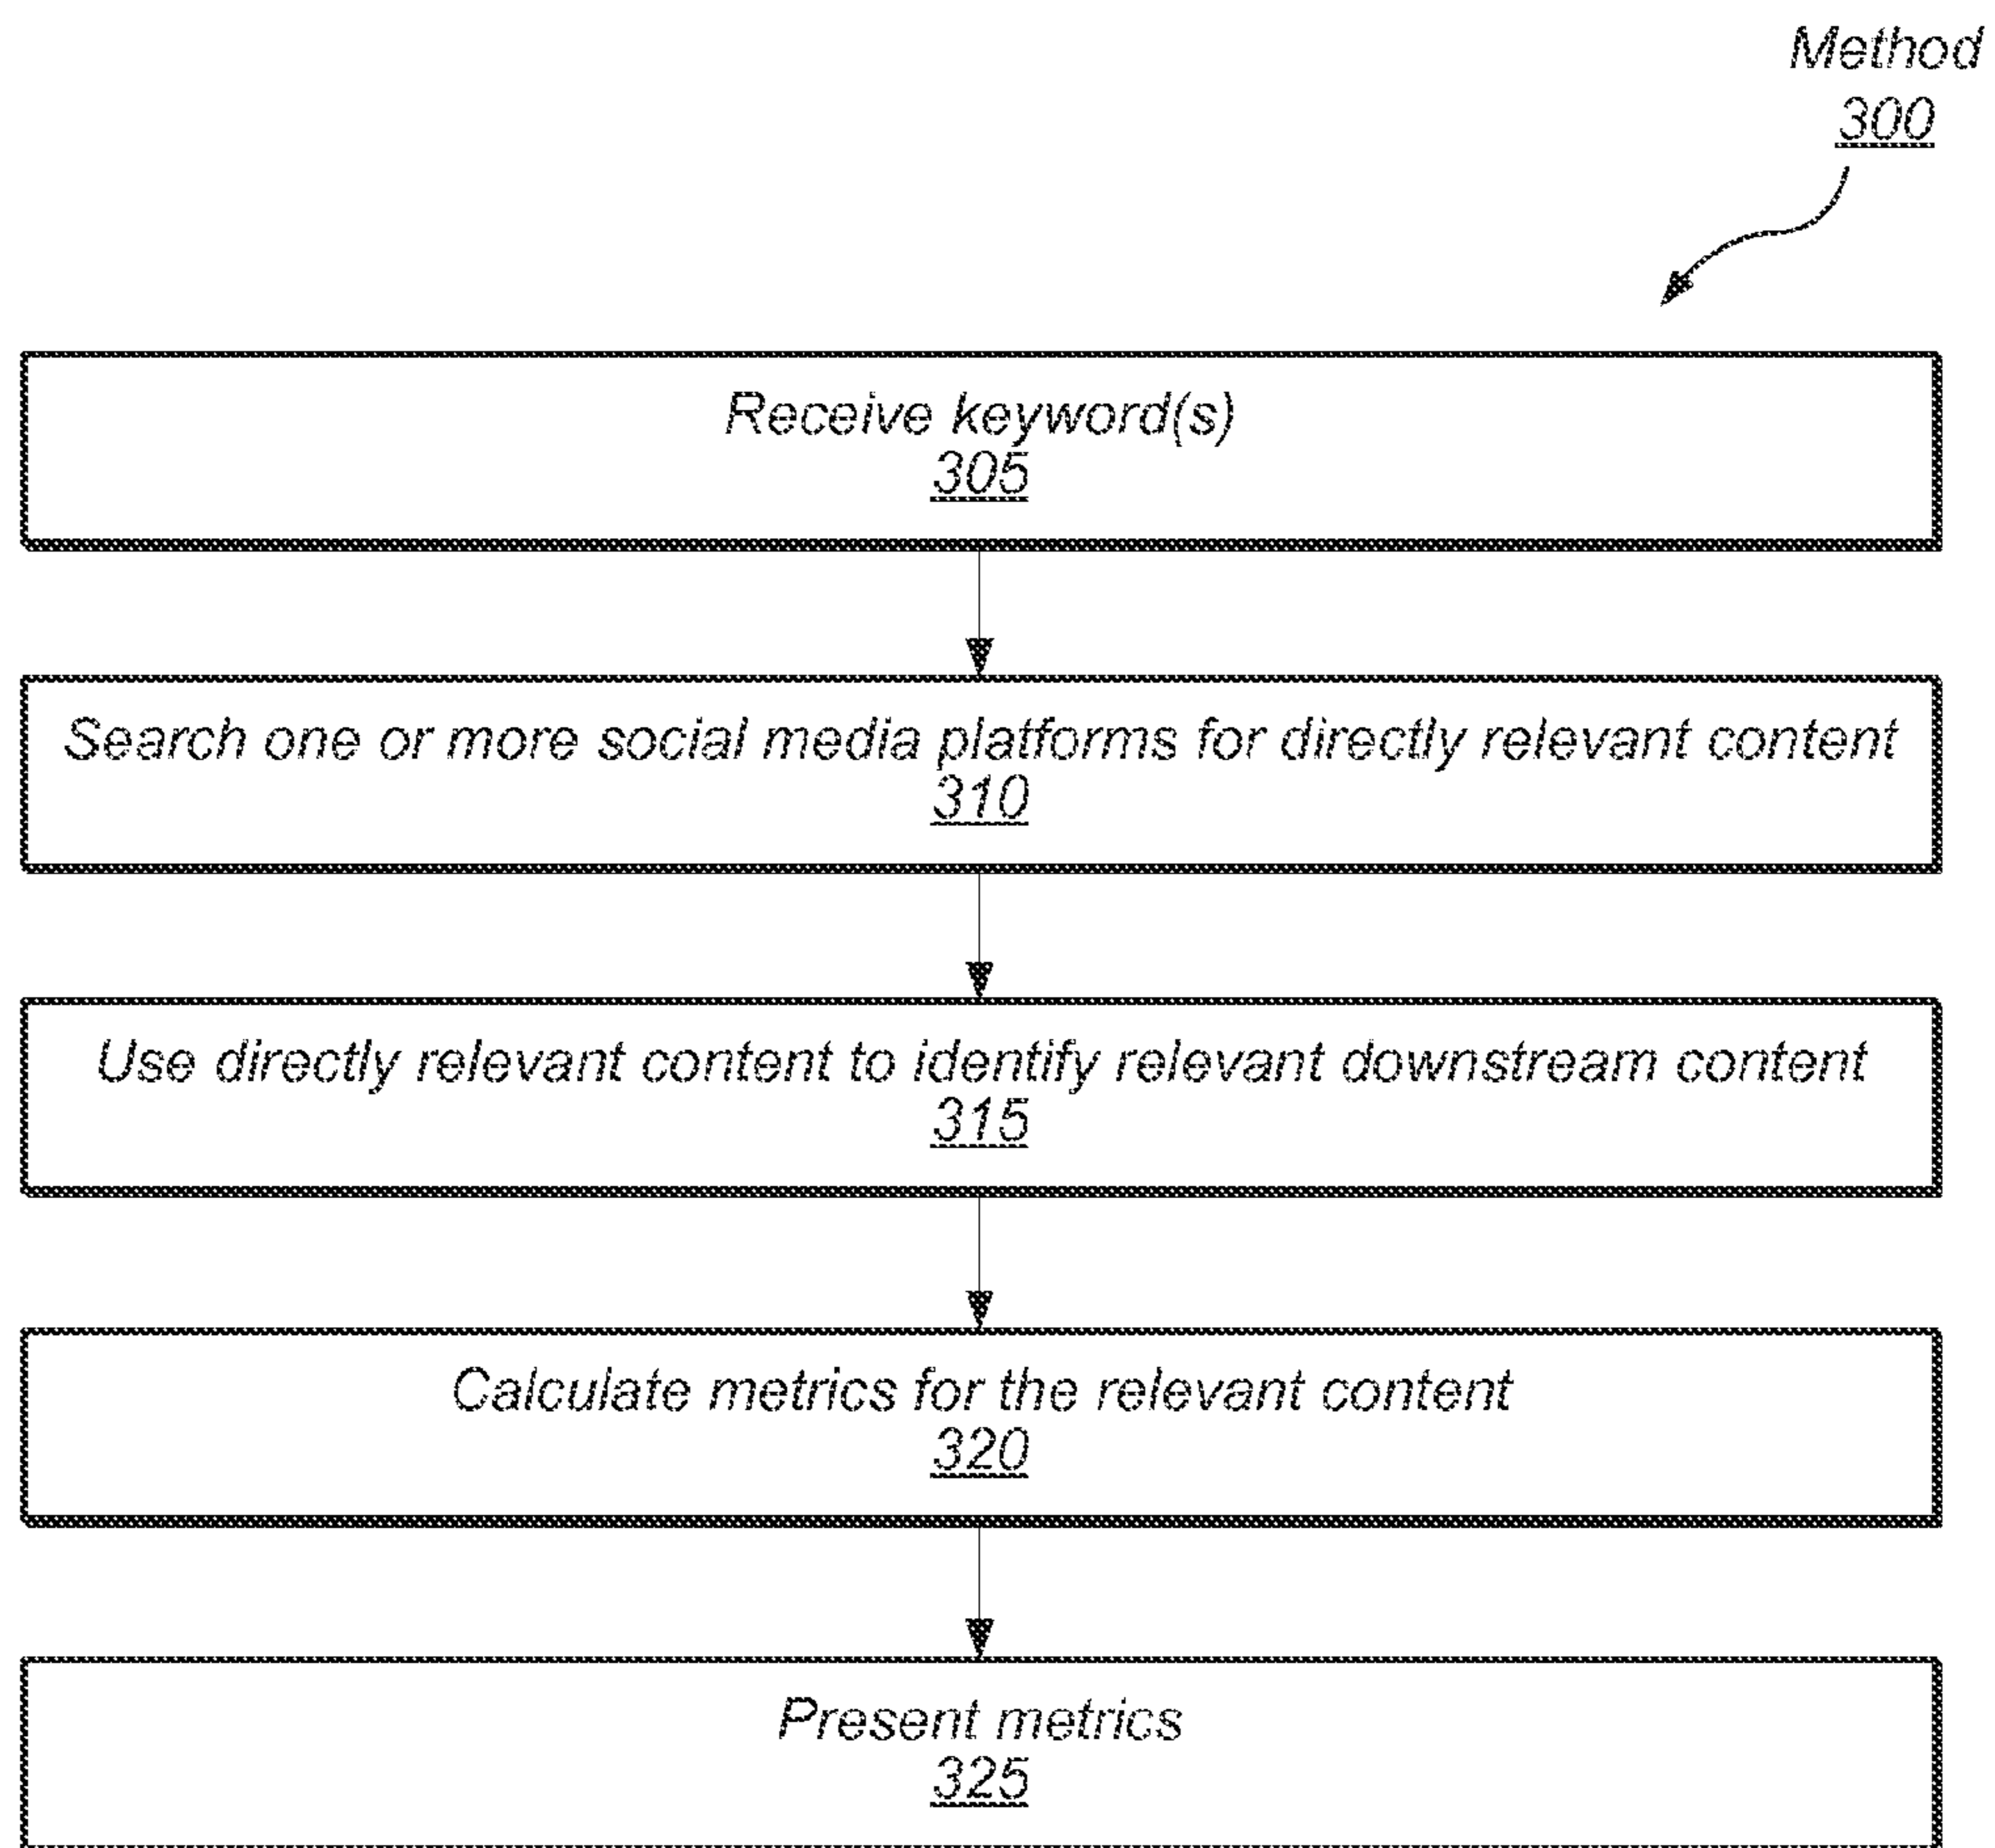 Method
300
Receive keyword(s)
305
Search one or more social media platforms for directly relevant content
310
Use directly relevant content to identify relevant downstream content
315
Calculate metrics for the relevant content
320
Present metrics
325